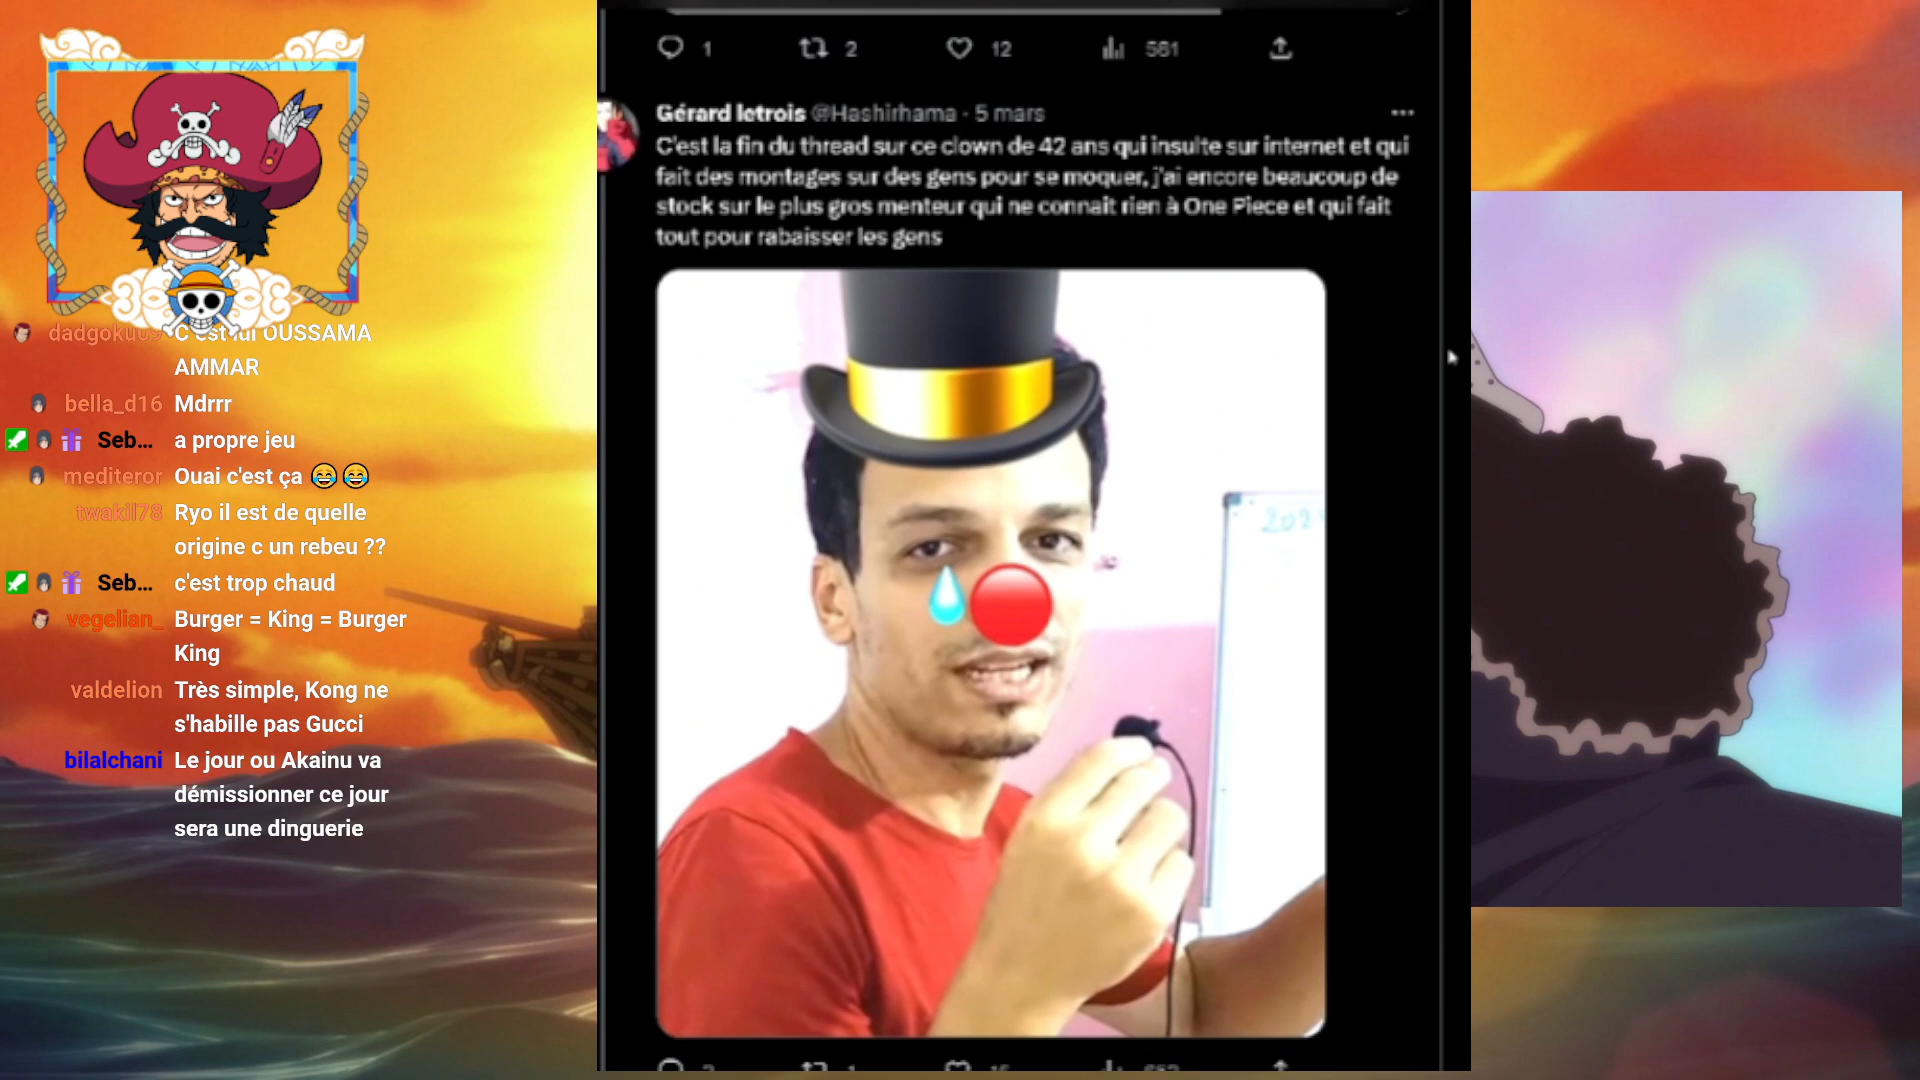 1 2 12 581
Gérard letrois @Hashirhama · 5 mars
C'est la fin du thread sur ce clown de 42 ans qui insulte sur internet et qui
fait des montages sur des gens pour se moquer, j'ai encore beaucoup de
stock sur le plus gros menteur qui ne connaît rien à One Piece et qui fait
tout pour rabaisser les gens
dadgoku09 C'est lui OUSSAMA
AMMAR
bella_d16 Mdrrr
Seb... a propre jeu
mediteror Ouai c'est ça 😂😂
twakil78 Ryo il est de quelle
origine c un rebeu ??
Seb... c'est trop chaud
vegelian_ Burger = King = Burger
King
valdelion Très simple, Kong ne
s'habille pas Gucci
bilalchani Le jour ou Akainu va
démissionner ce jour
sera une dinguerie